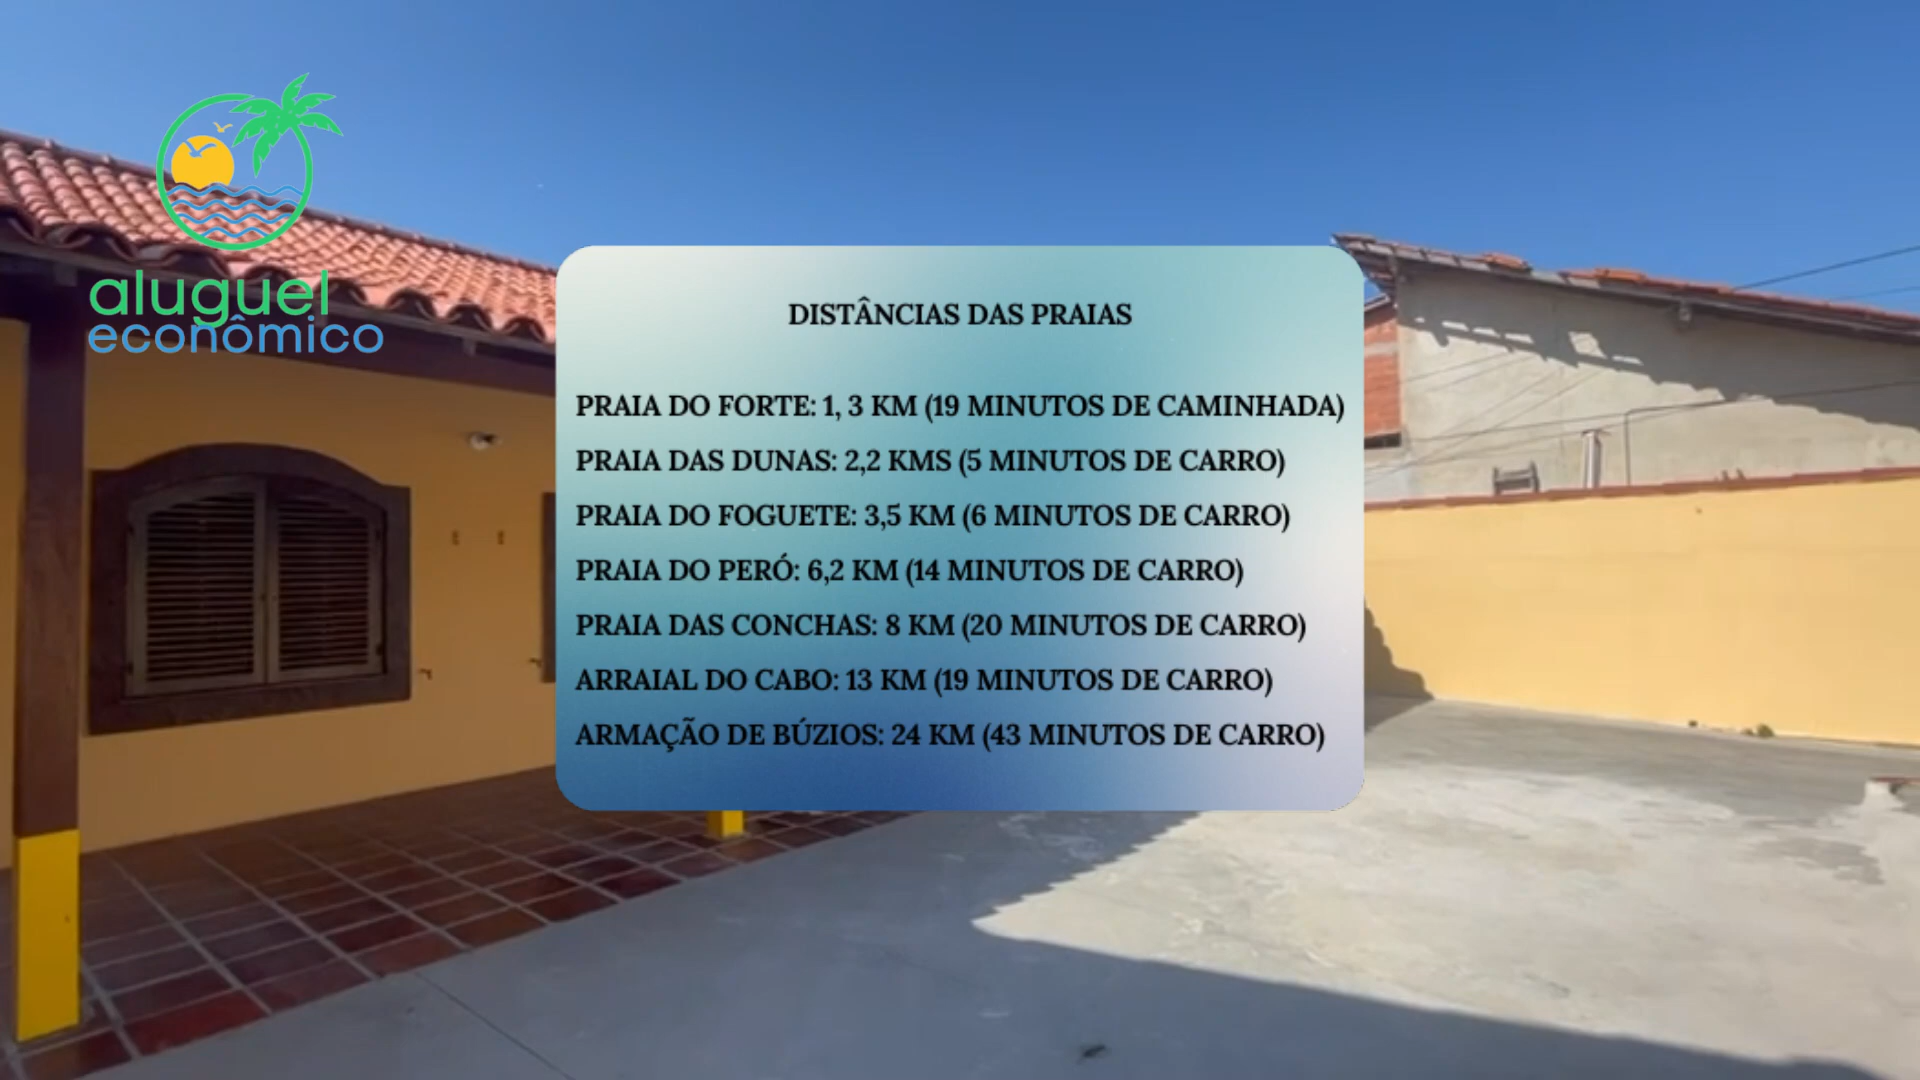 aluguel
econômico
DISTÂNCIAS DAS PRAIAS
PRAIA DO FORTE: 1, 3 KM (19 MINUTOS DE CAMINHADA)
PRAIA DAS DUNAS: 2,2 KMS (5 MINUTOS DE CARRO)
PRAIA DO FOGUETE: 3,5 KM (6 MINUTOS DE CARRO)
PRAIA DO PERÓ: 6,2 KM (14 MINUTOS DE CARRO)
PRAIA DAS CONCHAS: 8 KM (20 MINUTOS DE CARRO)
ARRAIAL DO CABO: 13 KM (19 MINUTOS DE CARRO)
ARMAÇÃO DE BÚZIOS: 24 KM (43 MINUTOS DE CARRO)